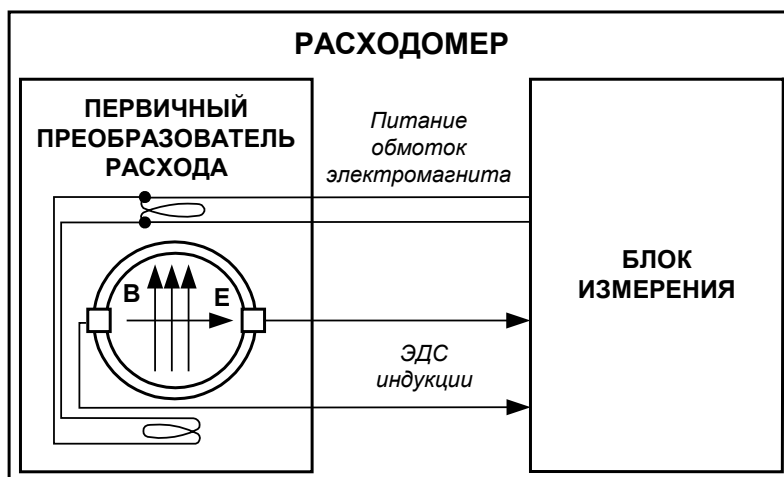 РАСХОДОМЕР
ПЕРВИЧНЫЙ
ПРЕОБРАЗОВАТЕЛЬ
РАСХОДА
Питание
обмоток
электромагнита
B
E
ЭДС
индукции
БЛОК
ИЗМЕРЕНИЯ